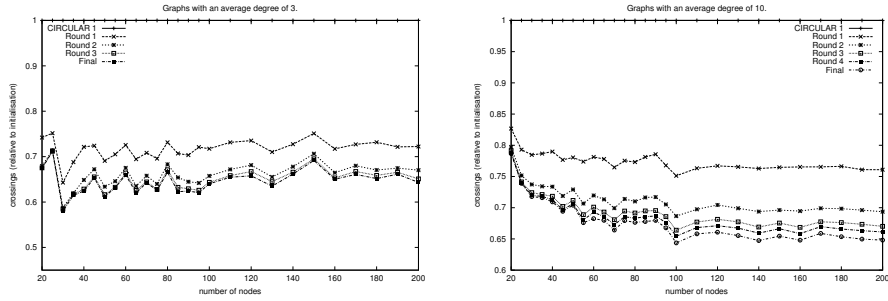 Graphs with an average degree of 3.
crossings (relative to initialisation)
1
0.9
0.8
0.7
0.6
0.5
CIRCULAR 1
Round 1
Round 2
Round 3
Final
20 40 60 80 100 120 140 160 180 200
number of nodes
Graphs with an average degree of 10.
crossings (relative to initialisation)
1
0.95
0.9
0.85
0.8
0.75
0.7
0.65
0.6
CIRCULAR 1
Round 1
Round 2
Round 3
Round 4
Final
20 40 60 80 100 120 140 160 180 200
number of nodes